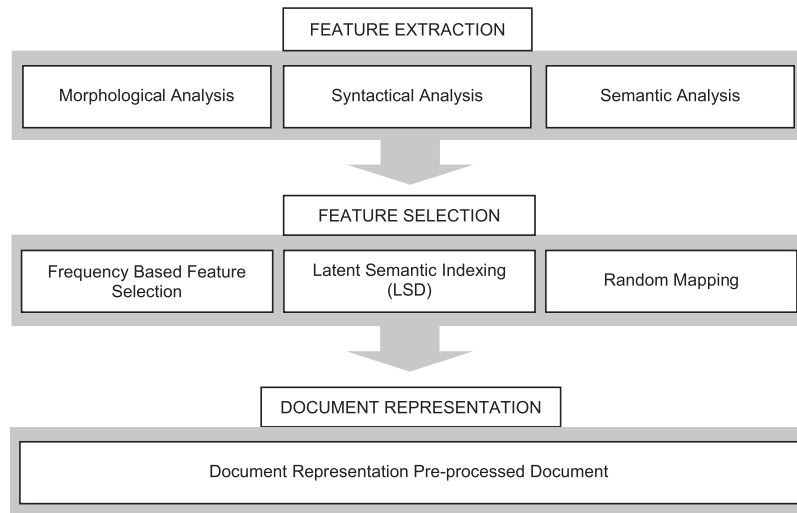 FEATURE EXTRACTION
Morphological Analysis
Syntactical Analysis
Semantic Analysis
FEATURE SELECTION
Frequency Based Feature
Selection
Latent Semantic Indexing
(LSD)
Random Mapping
DOCUMENT REPRESENTATION
Document Representation Pre-processed Document